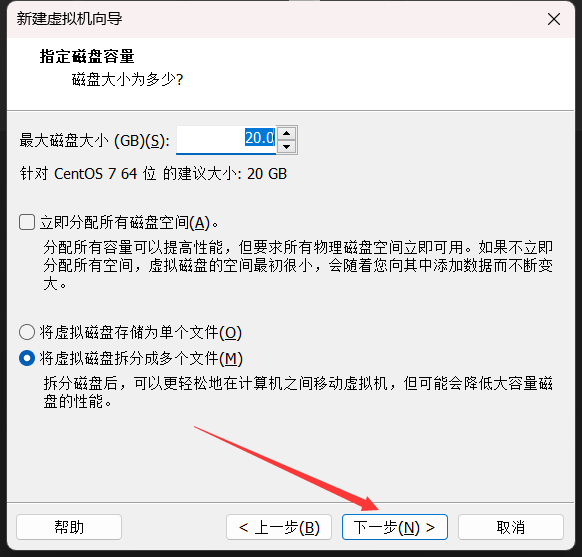 新建虚拟机向导
指定磁盘容量
磁盘大小为多少?
最大磁盘大小 (GB)(S): 20.0
针对 CentOS 7 64 位 的建议大小: 20 GB
立即分配所有磁盘空间(A)。
分配所有容量可以提高性能，但要求所有物理磁盘空间立即可用。如果不立即
分配所有空间，虚拟磁盘的空间最初很小，会随着您向其中添加数据而不断变
大。
将虚拟磁盘存储为单个文件(O)
将虚拟磁盘拆分成多个文件(M)
拆分磁盘后，可以更轻松地在计算机之间移动虚拟机，但可能会降低大容量磁
盘的性能。
帮助 < 上一步(B) 下一步(N) > 取消